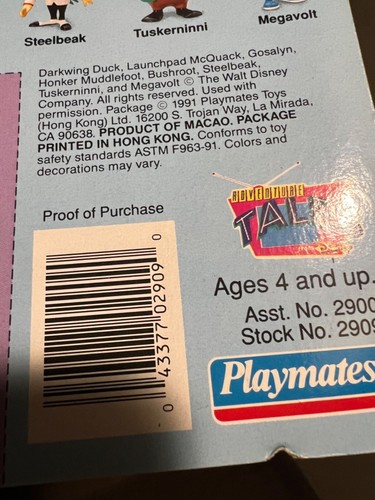 Steelbeak
Tuskerninni
Megavolt
Darkwing Duck, Launchpad McQuack, Gosalyn,
Honker Muddlefoot, Bushroot, Steelbeak,
Tuskerninni, and Megavolt © The Walt Disney
Company. All rights reserved. Used with
permission. Package © 1991 Playmates Toys
(Hong Kong) Ltd. 16200 S. Trojan Way, La Mirada,
CA 90638. PRODUCT OF MACAO. PACKAGE
PRINTED IN HONG KONG. Conforms to toy
safety standards ASTM F963-91. Colors and
decorations may vary.
Proof of Purchase
0 43377 02909 0
ADVENTURE
Ages 4 and up.
Asst. No. 2900
Stock No. 2909
Playmates